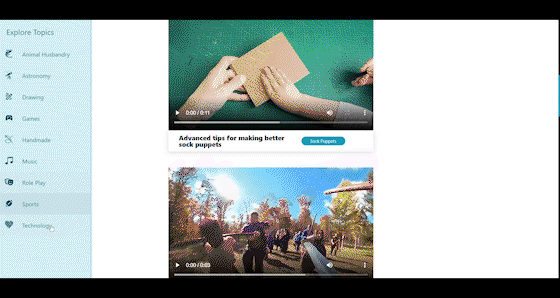 Explore Topics
Animal Husbandry
Astronomy
Drawing
Games
Handmade
Music
Role Play
Sports
Technology
0:00 / 0:11
Advanced tips for making better
sock puppets
Sock Puppets
0:00 / 0:03